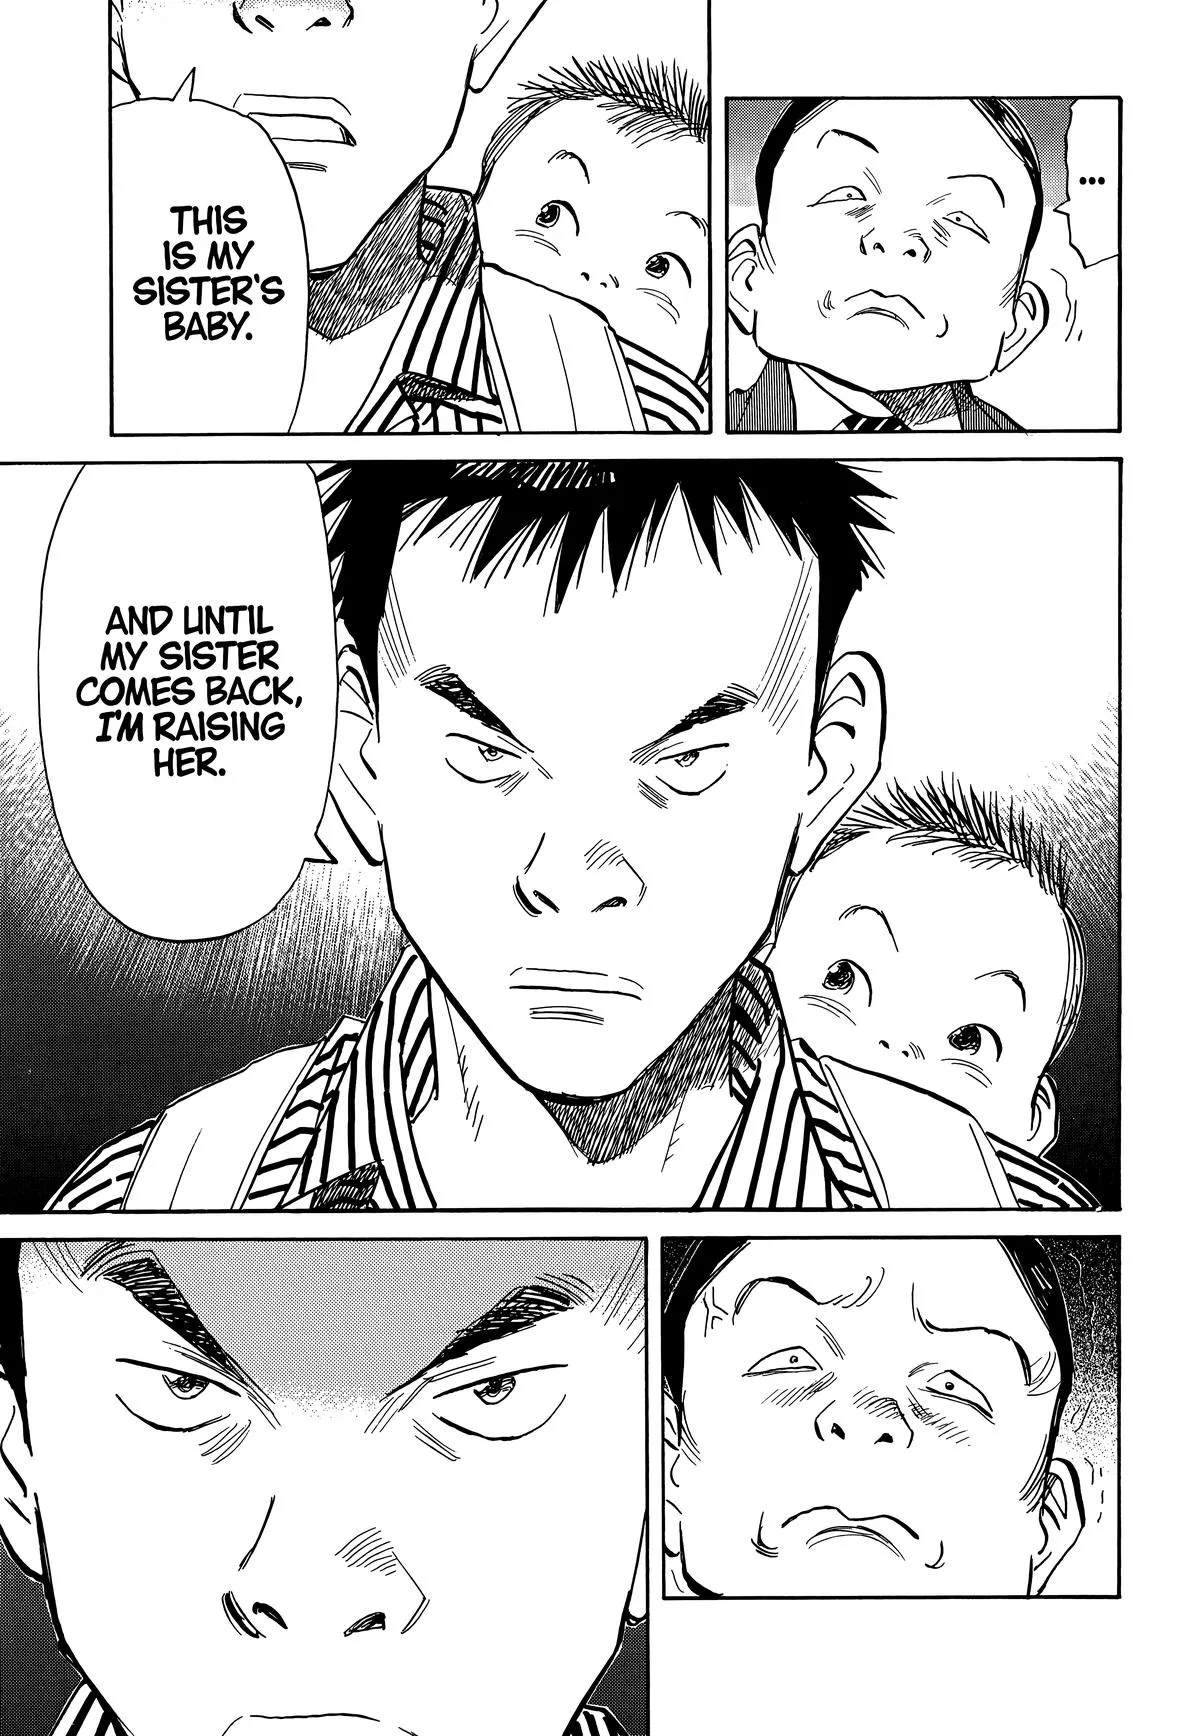 ...
THIS
IS MY
SISTER'S
BABY.
AND UNTIL
MY SISTER
COMES BACK,
I'M RAISING
HER.